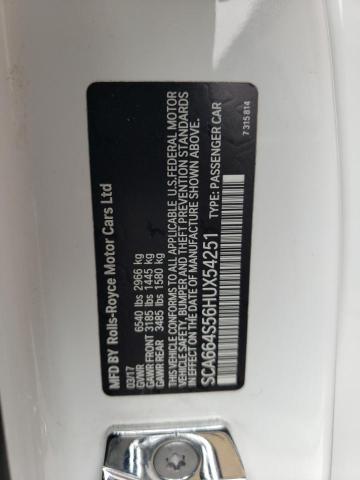 MFD BY Rolls-Royce Motor Cars Ltd
03/17
GVWR 6540 lbs 2966 kg
GAWR FRONT 3185 lbs 1445 kg
GAWR REAR 3485 lbs 1580 kg
THIS VEHICLE CONFORMS TO ALL APPLICABLE U.S.FEDERAL MOTOR
VEHICLE SAFETY, BUMPER AND THEFT PREVENTION STANDARDS
IN EFFECT ON THE DATE OF MANUFACTURE SHOWN ABOVE.
SCA664S56HUX54251 TYPE: PASSENGER CAR
7 315 814